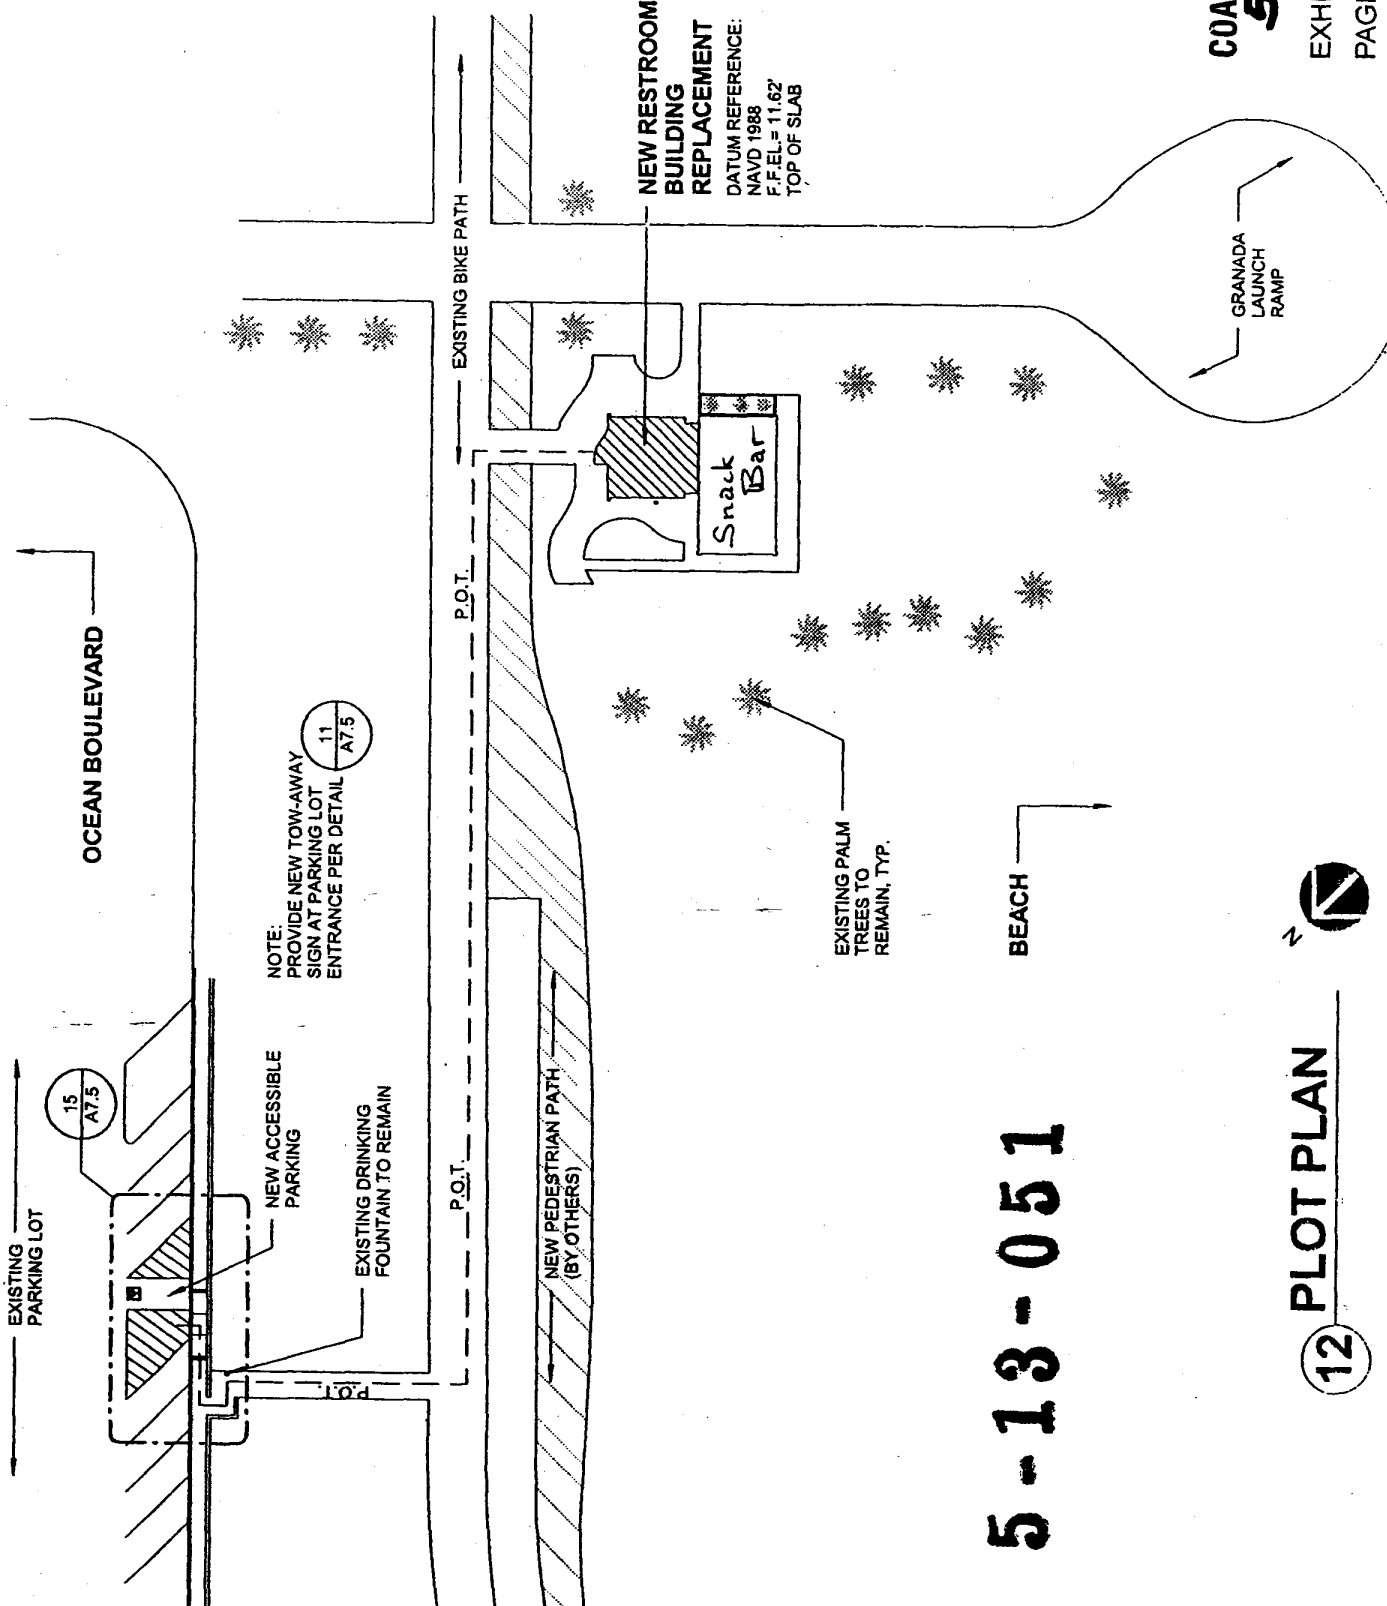 EXISTING
PARKING LOT
15
A7.5
OCEAN BOULEVARD
NOTE:
PROVIDE NEW TOW-AWAY
SIGN AT PARKING LOT
ENTRANCE PER DETAIL
11
A7.5
NEW ACCESSIBLE
PARKING
EXISTING DRINKING
FOUNTAIN TO REMAIN
P.O.T.
P.O.T.
P.O.T.
EXISTING BIKE PATH
NEW PEDESTRIAN PATH
(BY OTHERS)
NEW RESTROOM
BUILDING
REPLACEMENT
DATUM REFERENCE:
NAVD 1988
F.F.EL.= 11.62'
TOP OF SLAB
Snack
Bar
EXISTING PALM
TREES TO
REMAIN, TYP.
BEACH
GRANADA
LAUNCH
RAMP
5-13-051
N
12
PLOT PLAN
COA
5
EXH
PAG